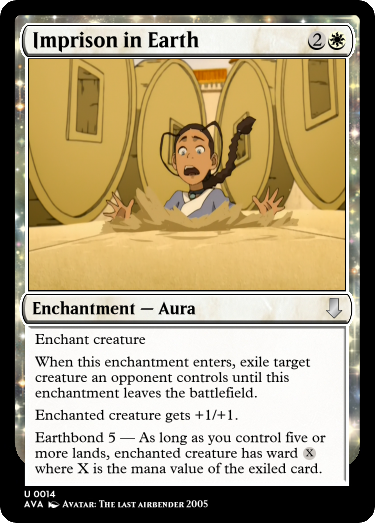 Imprison in Earth 2
Enchantment — Aura
Enchant creature
When this enchantment enters, exile target
creature an opponent controls until this
enchantment leaves the battlefield.
Enchanted creature gets +1/+1.
Earthbond 5 — As long as you control five or
more lands, enchanted creature has ward X
where X is the mana value of the exiled card.
U 0014
AVA Avatar: The last airbender 2005